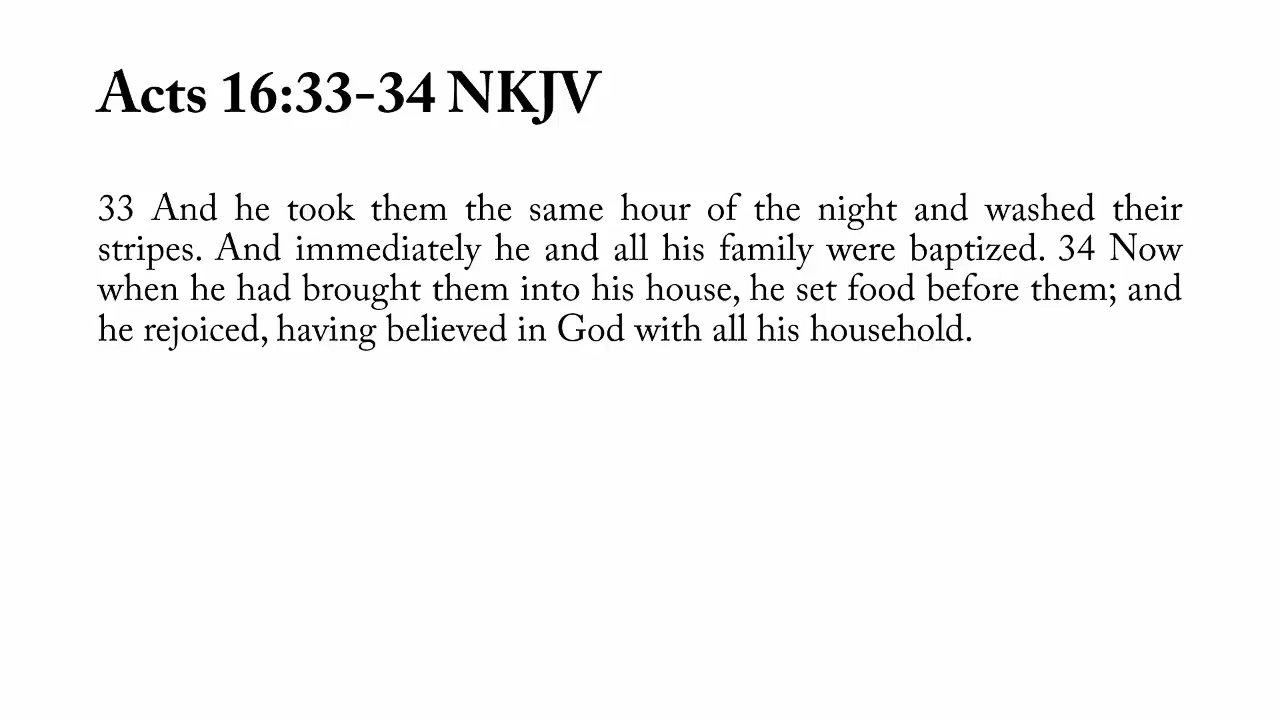 Acts 16:33-34 NKJV
33 And he took them the same hour of the night and washed their
stripes. And immediately he and all his family were baptized. 34 Now
when he had brought them into his house, he set food before them; and
he rejoiced, having believed in God with all his household.